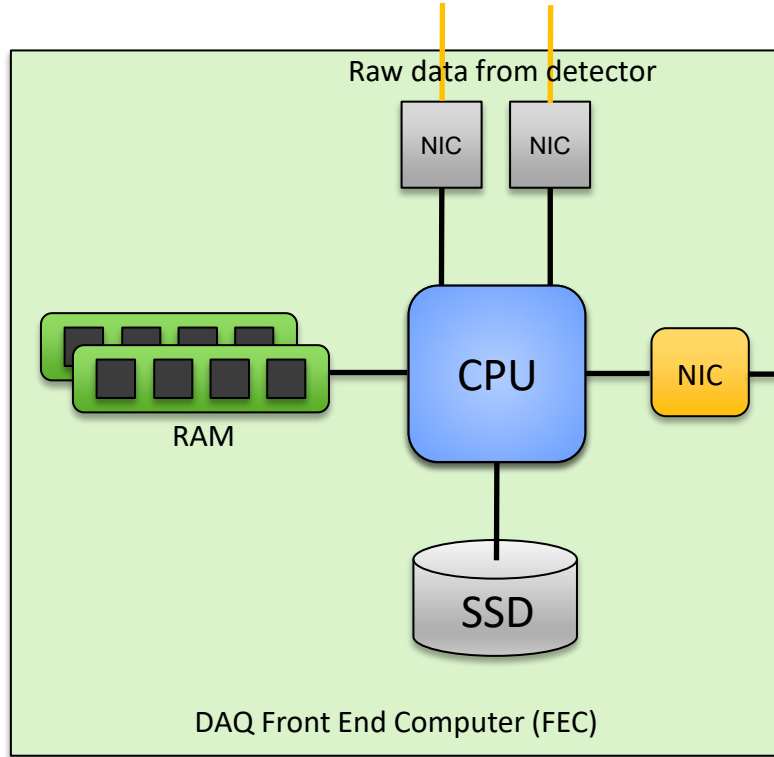 Raw data from detector
NIC
NIC
CPU
NIC
RAM
SSD
DAQ Front End Computer (FEC)